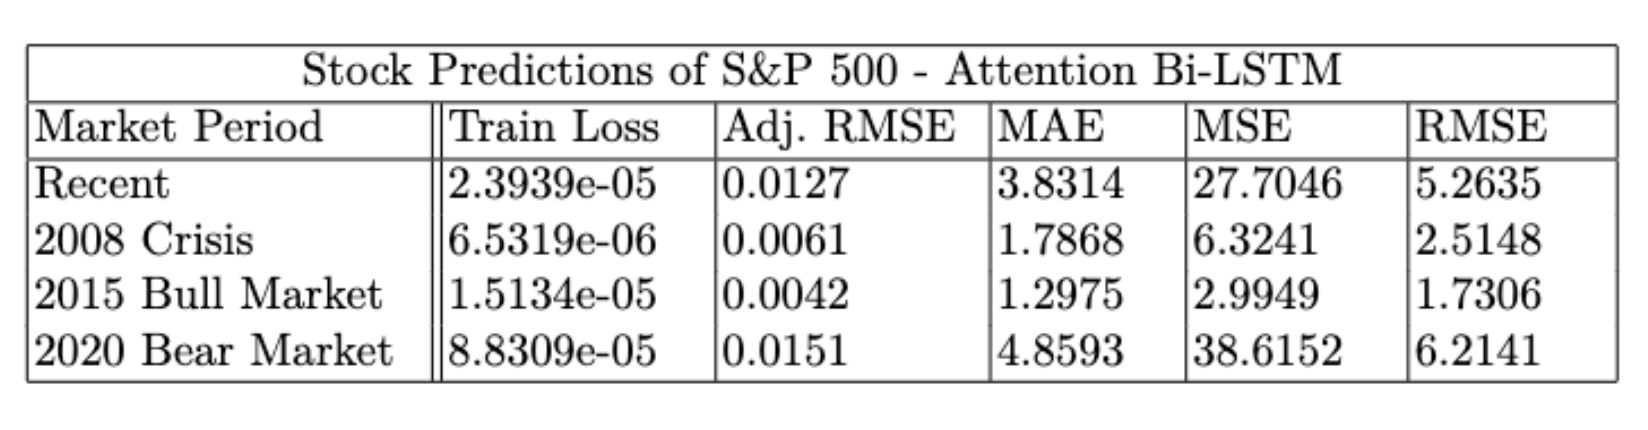 Stock Predictions of S&P 500 - Attention Bi-LSTM
Market Period Train Loss Adj. RMSE MAE MSE RMSE
Recent 2.3939e-05 0.0127 3.8314 27.7046 5.2635
2008 Crisis 6.5319e-06 0.0061 1.7868 6.3241 2.5148
2015 Bull Market 1.5134e-05 0.0042 1.2975 2.9949 1.7306
2020 Bear Market 8.8309e-05 0.0151 4.8593 38.6152 6.2141